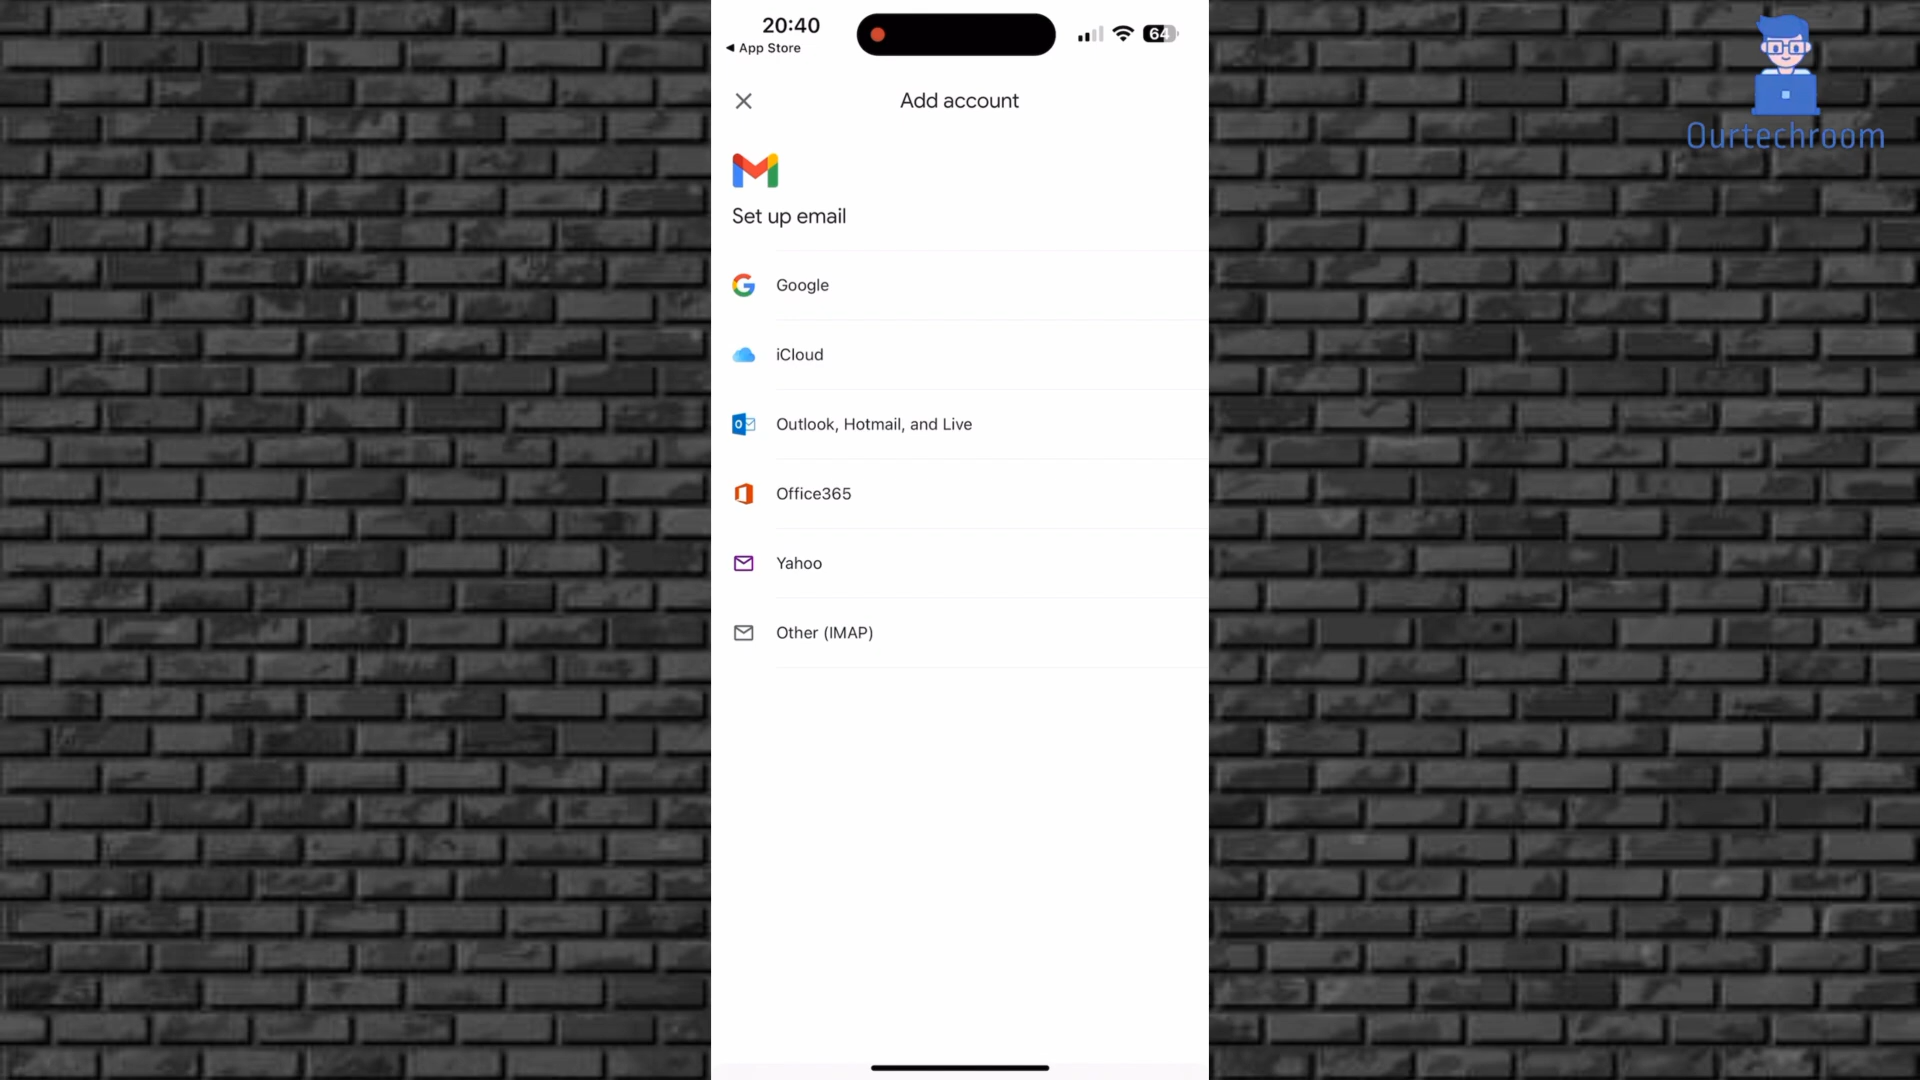 20:40
64
◀ App Store
Ourtechroom
Add account
Set up email
Google
iCloud
Outlook, Hotmail, and Live
Office365
Yahoo
Other (IMAP)